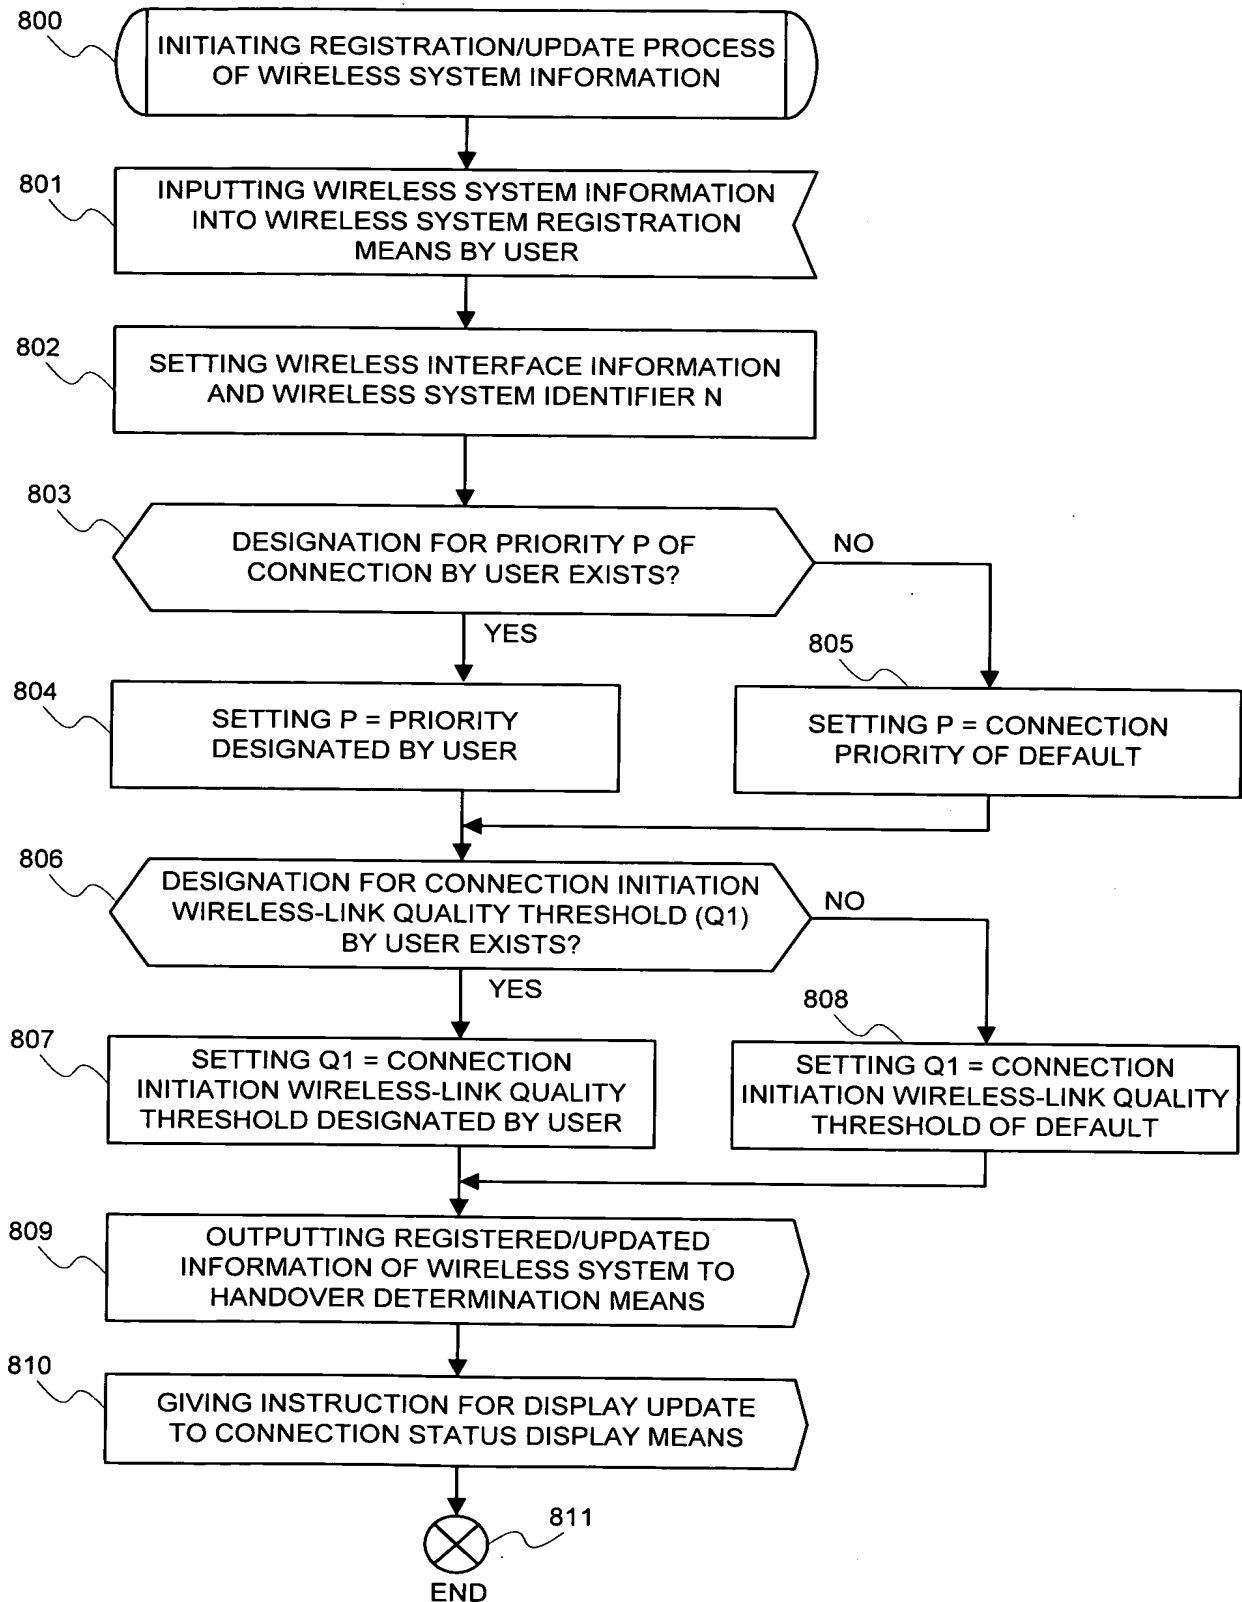 800
INITIATING REGISTRATION/UPDATE PROCESS
OF WIRELESS SYSTEM INFORMATION
801
INPUTTING WIRELESS SYSTEM INFORMATION
INTO WIRELESS SYSTEM REGISTRATION
MEANS BY USER
802
SETTING WIRELESS INTERFACE INFORMATION
AND WIRELESS SYSTEM IDENTIFIER N
803
DESIGNATION FOR PRIORITY P OF
CONNECTION BY USER EXISTS?
NO
YES
804
SETTING P = PRIORITY
DESIGNATED BY USER
805
SETTING P = CONNECTION
PRIORITY OF DEFAULT
806
DESIGNATION FOR CONNECTION INITIATION
WIRELESS-LINK QUALITY THRESHOLD (Q1)
BY USER EXISTS?
NO
YES
807
SETTING Q1 = CONNECTION
INITIATION WIRELESS-LINK QUALITY
THRESHOLD DESIGNATED BY USER
808
SETTING Q1 = CONNECTION
INITIATION WIRELESS-LINK QUALITY
THRESHOLD OF DEFAULT
809
OUTPUTTING REGISTERED/UPDATED
INFORMATION OF WIRELESS SYSTEM TO
HANDOVER DETERMINATION MEANS
810
GIVING INSTRUCTION FOR DISPLAY UPDATE
TO CONNECTION STATUS DISPLAY MEANS
811
END